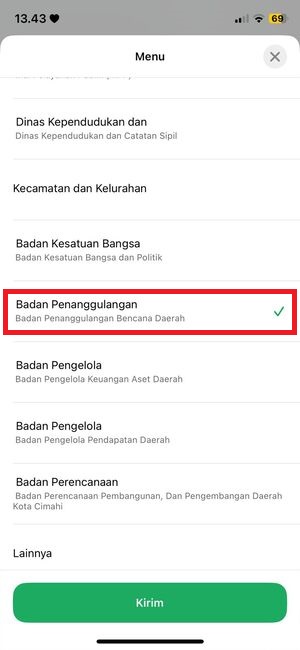 13.43
69
Menu
Dinas Kependudukan dan
Dinas Kependudukan dan Catatan Sipil
Kecamatan dan Kelurahan
Badan Kesatuan Bangsa
Badan Kesatuan Bangsa dan Politik
Badan Penanggulangan
Badan Penanggulangan Bencana Daerah
Badan Pengelola
Badan Pengelola Keuangan Aset Daerah
Badan Pengelola
Badan Pengelola Pendapatan Daerah
Badan Perencanaan
Badan Perencanaan Pembangunan, Dan Pengembangan Daerah
Kota Cimahi
Lainnya
Kirim